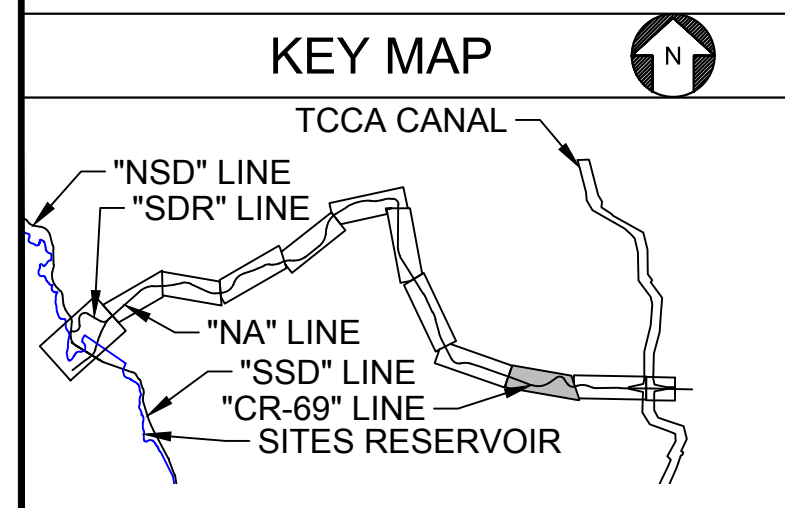 KEY MAP
N
TCCA CANAL
"NSD" LINE
"SDR" LINE
"NA" LINE
"SSD" LINE
"CR-69" LINE
SITES RESERVOIR